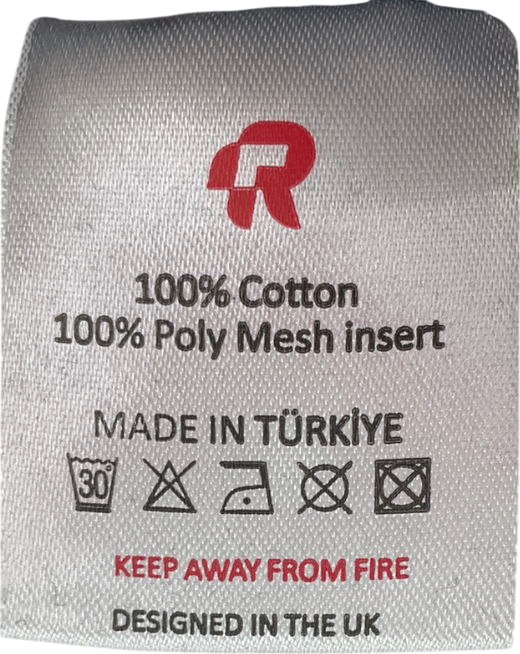 R
100% Cotton
100% Poly Mesh insert
MADE IN TÜRKİYE
30°
KEEP AWAY FROM FIRE
DESIGNED IN THE UK